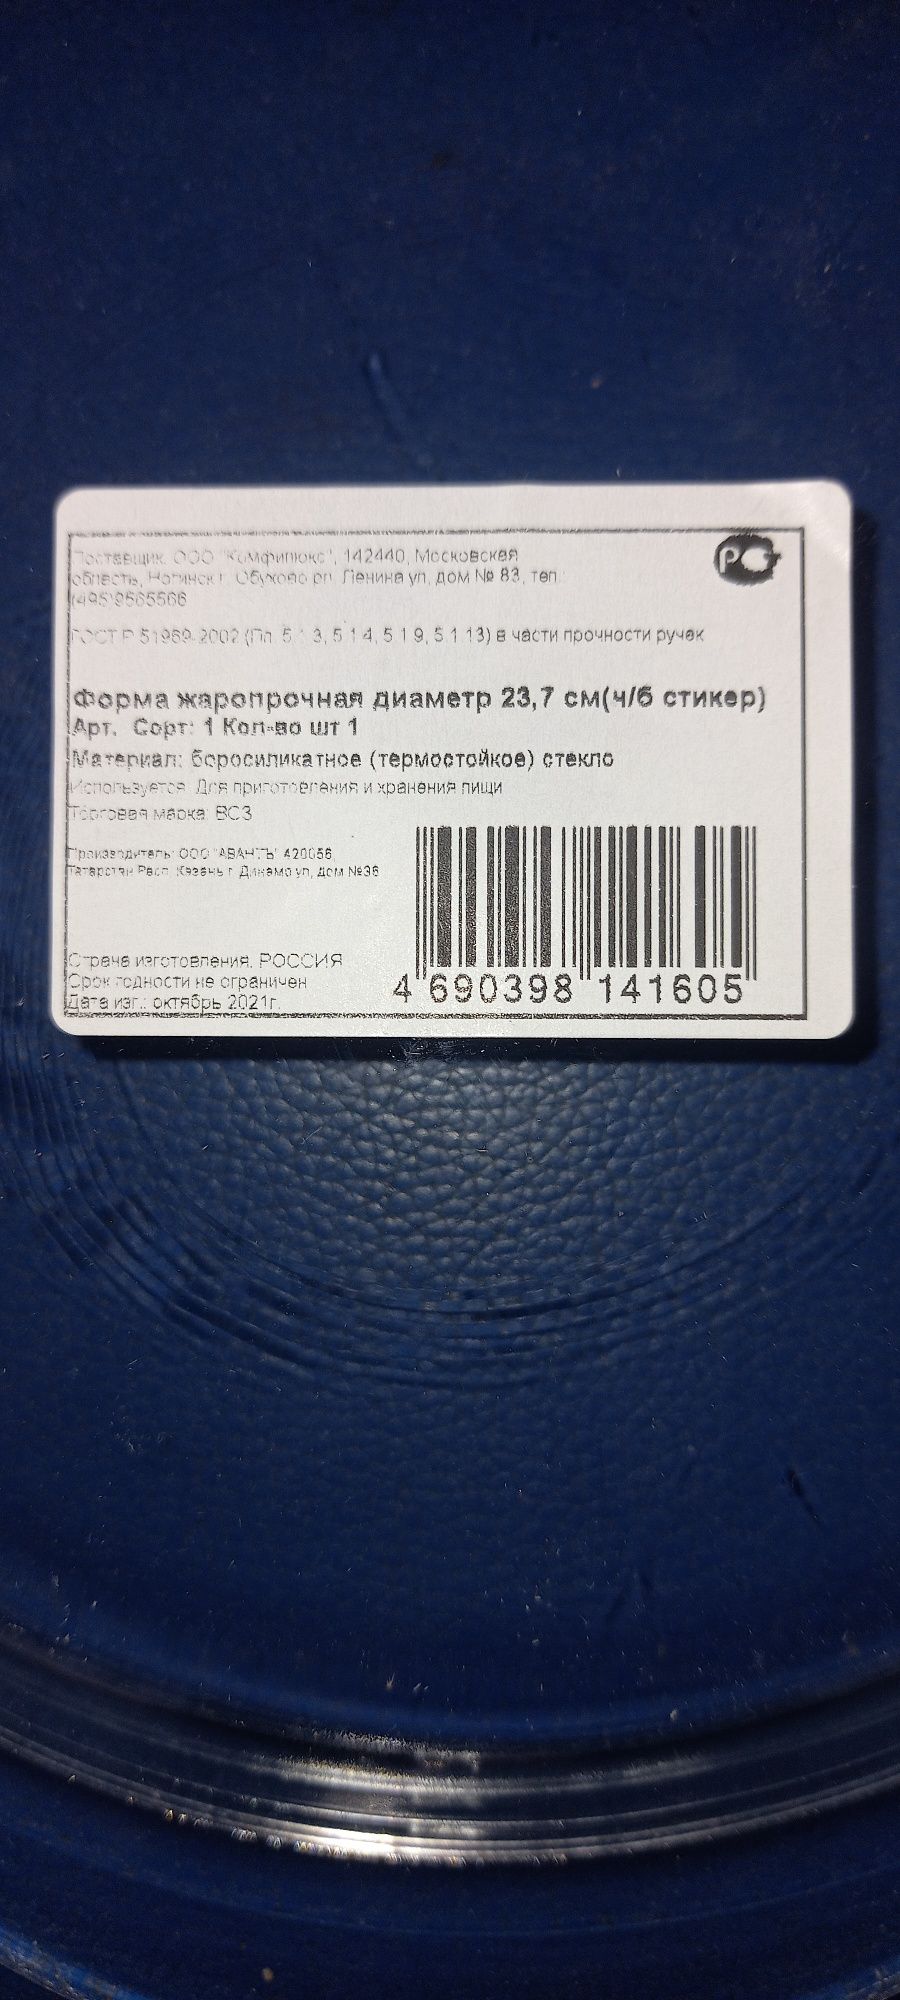 Поставщик: ООО "Комфилюкс", 142440, Московская
область, Ногинск г, Обухово рп, Ленина ул, дом № 83, тел.:
(495)9565566
РСТ
ГОСТ Р 51969-2002 (Пп. 5.1.3, 5.1.4, 5.1.9, 5.1.13) в части прочности ручек
Форма жаропрочная диаметр 23,7 см(ч/б стикер)
Арт. Сорт: 1 Кол-во шт 1
Материал: боросиликатное (термостойкое) стекло
Используется: Для приготовления и хранения пищи
Торговая марка: ВСЗ
Производитель: ООО "АВАНТЬ" 420056,
Татарстан Респ, Казань г, Динамо ул, дом №36
Страна изготовления: РОССИЯ
Срок годности не ограничен
Дата изг.: октябрь 2021г.
4 690398 141605